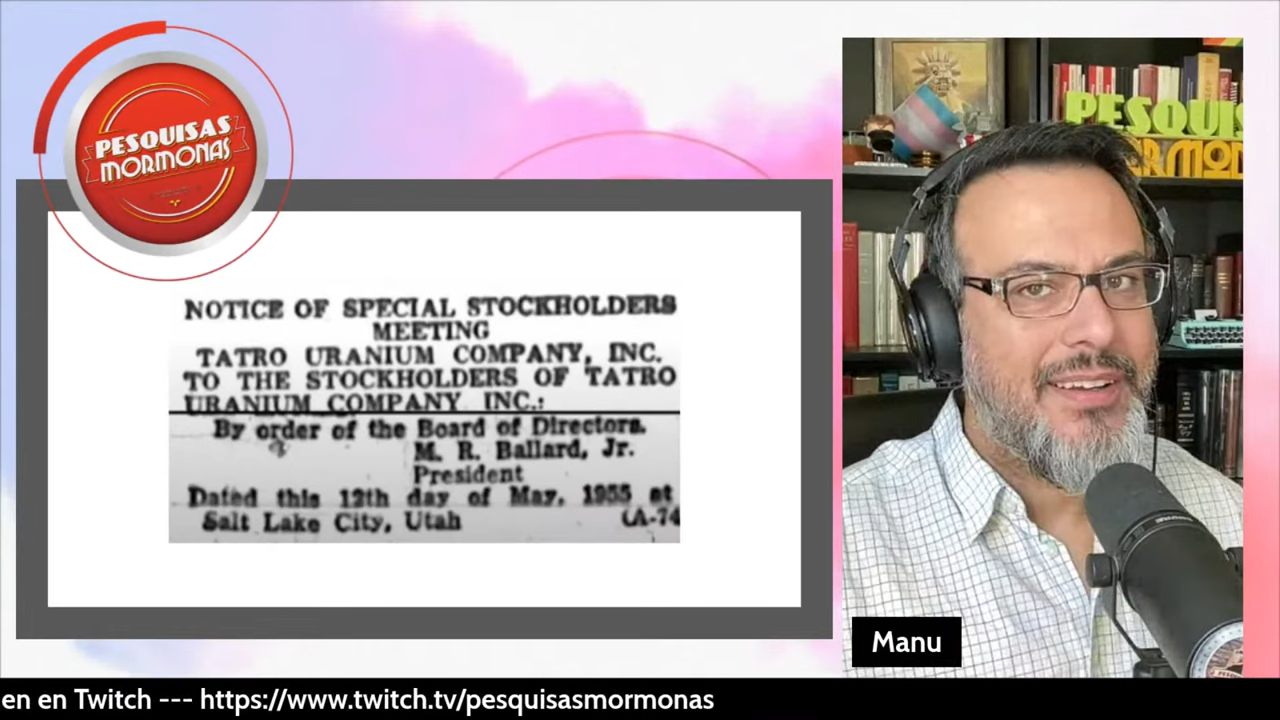 PESQUISAS
MORMONAS
NOTICE OF SPECIAL STOCKHOLDERS
MEETING
TATRO URANIUM COMPANY, INC.
TO THE STOCKHOLDERS OF TATRO
URANIUM COMPANY INC.:
By order of the Board of Directors.
M. R. Ballard, Jr.
President
Dated this 12th day of May, 1955 at
Salt Lake City, Utah (A-74
PESQUIS
RMO
Manu
en en Twitch --- https://www.twitch.tv/pesquisasmormonas